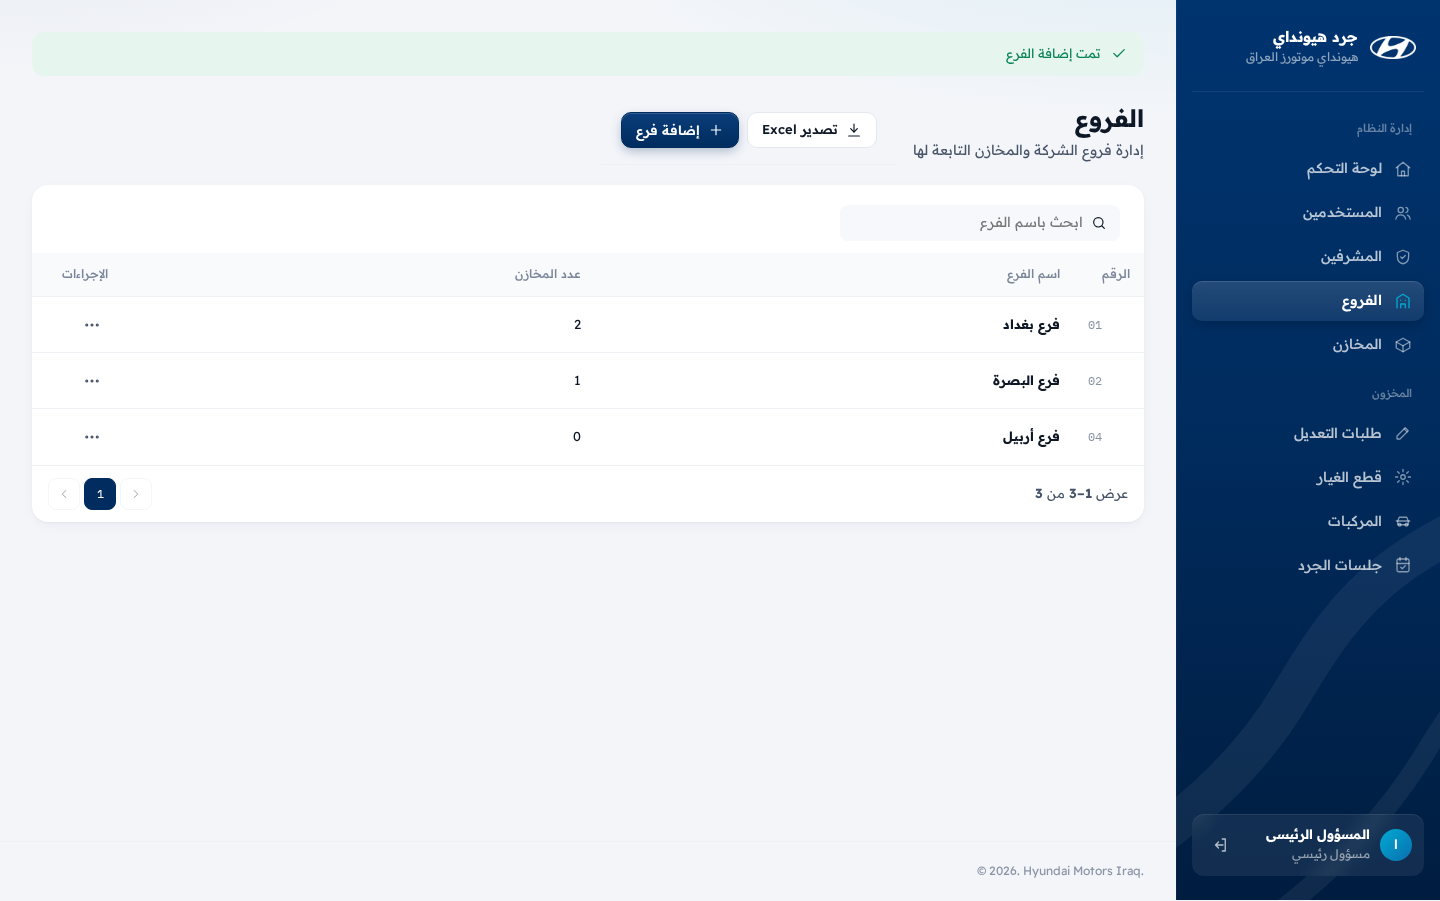 جرد هيونداي
هيونداي موتورز العراق
إدارة النظام
لوحة التحكم
المستخدمين
المشرفين
الفروع
المخازن
المخزون
طلبات التعديل
قطع الغيار
المركبات
جلسات الجرد
ا
المسؤول الرئيسي
مسؤول رئيسي
تمت إضافة الفرع
الفروع
إدارة فروع الشركة والمخازن التابعة لها
تصدير Excel
إضافة فرع
ابحث باسم الفرع
الرقم اسم الفرع عدد المخازن الإجراءات
01 فرع بغداد 2
02 فرع البصرة 1
04 فرع أربيل 0
عرض 1–3 من 3
1
© 2026. Hyundai Motors Iraq.